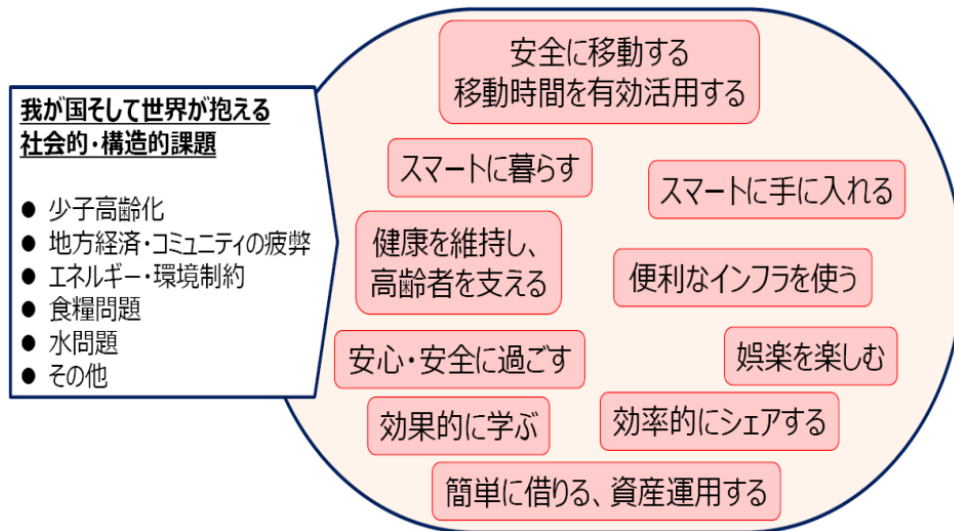 我が国そして世界が抱える
社会的・構造的課題
● 少子高齢化
● 地方経済・コミュニティの疲弊
● エネルギー・環境制約
● 食糧問題
● 水問題
● その他
安全に移動する
移動時間を有効活用する
スマートに暮らす
スマートに手に入れる
健康を維持し、
高齢者を支える
便利なインフラを使う
安心・安全に過ごす
娯楽を楽しむ
効果的に学ぶ
効率的にシェアする
簡単に借りる、資産運用する